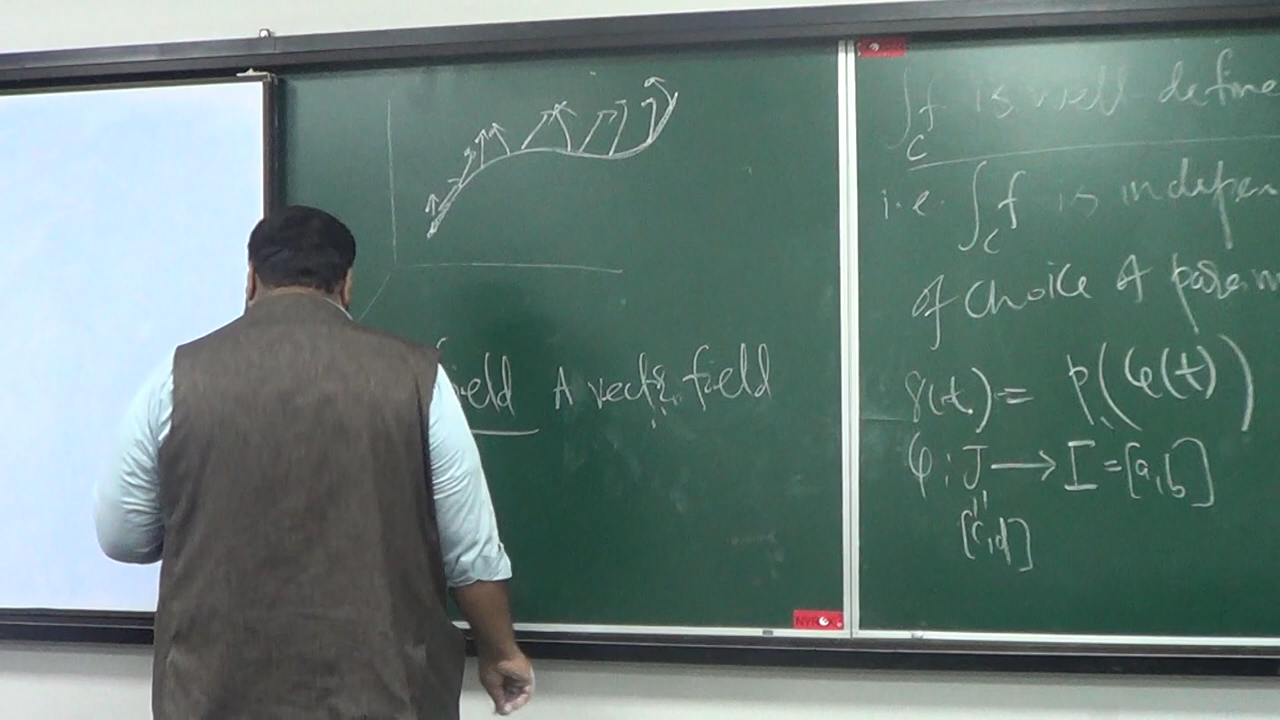 field A vector field
∫_C f is well define
i.e. ∫_C f is indepen
of choice of param
γ(t) = p(φ(t))
φ : J → I = [a,b]
"
[c,d]